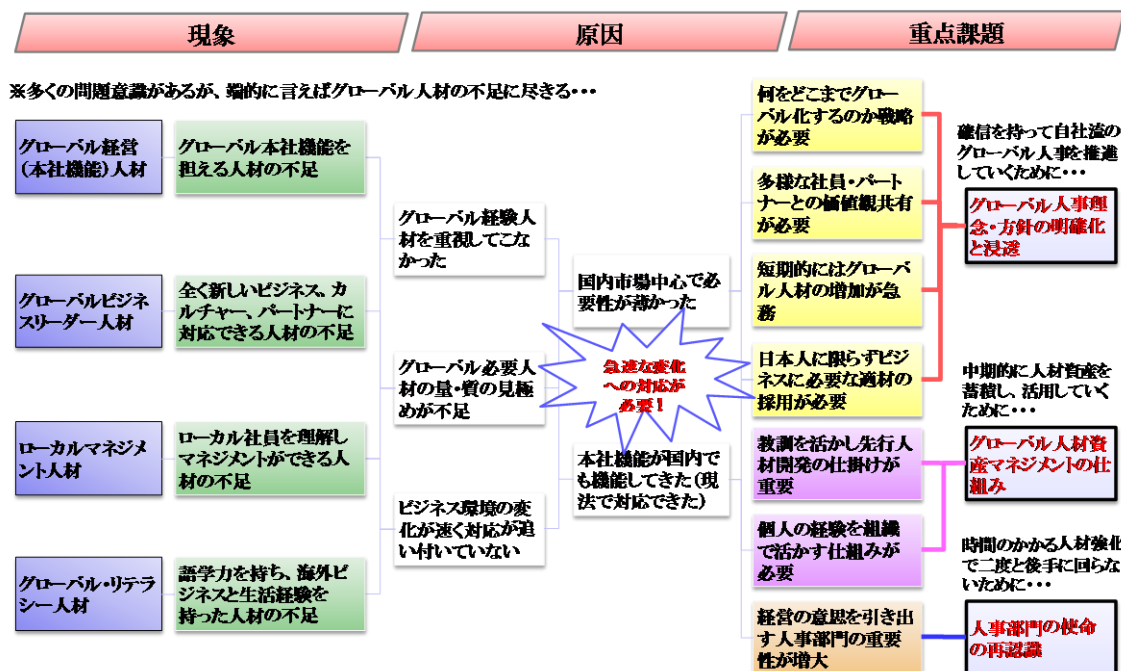 現象
原因
重点課題
※多くの問題意識があるが、端的に言えばグローバル人材の不足に尽きる・・・
グローバル経営
(本社機能)人材
グローバル本社機能を
担える人材の不足
グローバルビジネ
スリーダー人材
全く新しいビジネス、カ
ルチャー、パートナーに
対応できる人材の不足
ローカルマネジメ
ント人材
ローカル社員を理解し
マネジメントができる人
材の不足
グローバル・リテラ
シー人材
語学力を持ち、海外ビ
ジネスと生活経験を
持った人材の不足
グローバル経験人
材を重視してこな
かった
グローバル必要人
材の量・質の見極
めが不足
ビジネス環境の変
化が速く対応が追
い付いていない
国内市場中心で必
要性が薄かった
急速な変化
への対応が
必要！
本社機能が国内で
も機能してきた(現
法で対応できた)
何をどこまでグロー
バル化するのか戦略
が必要
多様な社員・パート
ナーとの価値観共有
が必要
短期的にはグローバ
ル人材の増加が急
務
日本人に限らずビジ
ネスに必要な適材の
採用が必要
教訓を活かし先行人
材開発の仕掛けが
重要
個人の経験を組織
で活かす仕組みが
必要
経営の意思を引き出
す人事部門の重要
性が増大
確信を持って自社流の
グローバル人事を推進
していくために・・・
グローバル人事理
念・方針の明確化
と浸透
中期的に人材資産を
蓄積し、活用していく
ために・・・
グローバル人材資
産マネジメントの仕
組み
時間のかかる人材強化
で二度と後手に回らな
いために・・・
人事部門の使命
の再認識